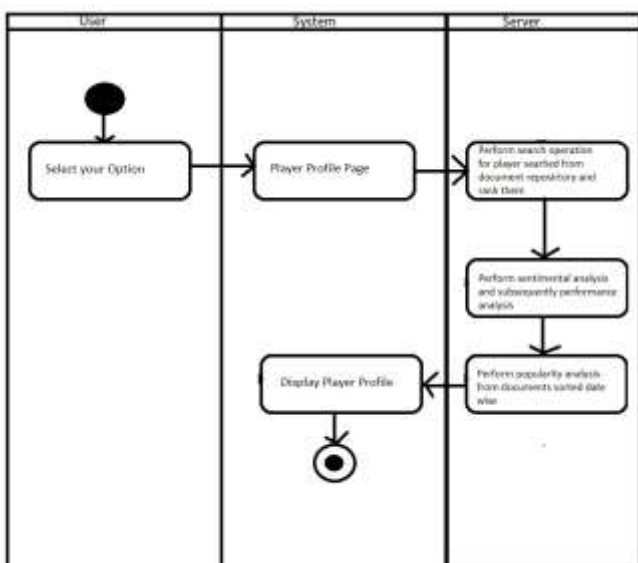 User
System
Server
Select your Option
Player Profile Page
Perform search operation
for player searhed from
document repository and
rank them
Perform sentimental analysis
and subsequently performance
analysis
Display Player Profile
Perform popularity analysis
from documents sorted date
wise